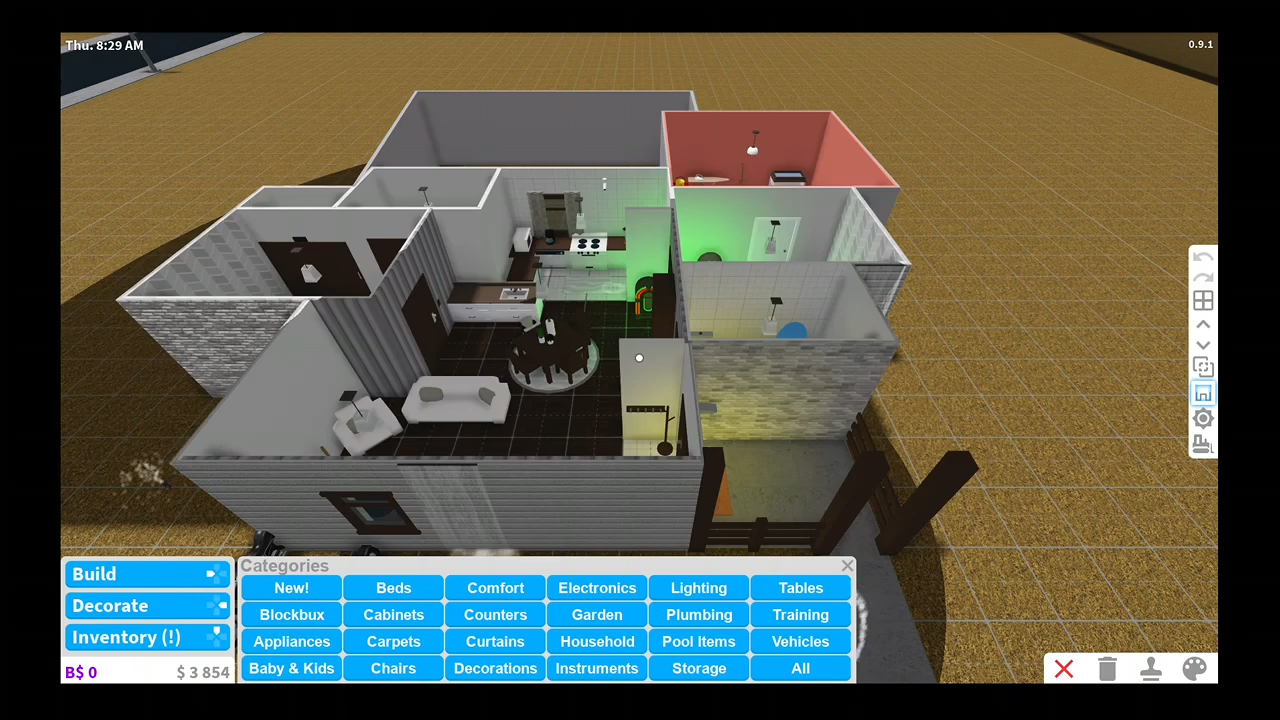 Thu. 8:29 AM
0.9.1
Build
Decorate
Inventory (!)
B$ 0 $ 3 854
Categories
New! Beds Comfort Electronics Lighting Tables
Blockbux Cabinets Counters Garden Plumbing Training
Appliances Carpets Curtains Household Pool Items Vehicles
Baby & Kids Chairs Decorations Instruments Storage All